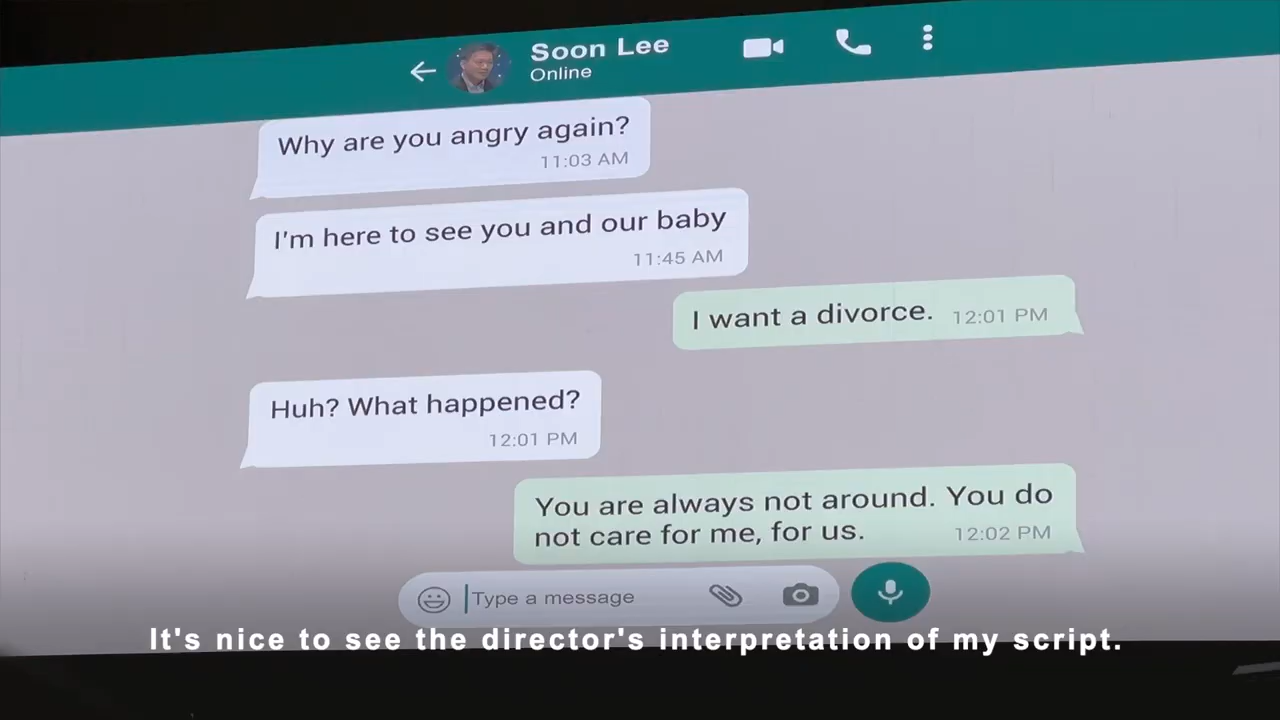 Soon Lee
Online
Why are you angry again?
11:03 AM
I'm here to see you and our baby
11:45 AM
I want a divorce. 12:01 PM
Huh? What happened?
12:01 PM
You are always not around. You do
not care for me, for us. 12:02 PM
Type a message
It's nice to see the director's interpretation of my script.